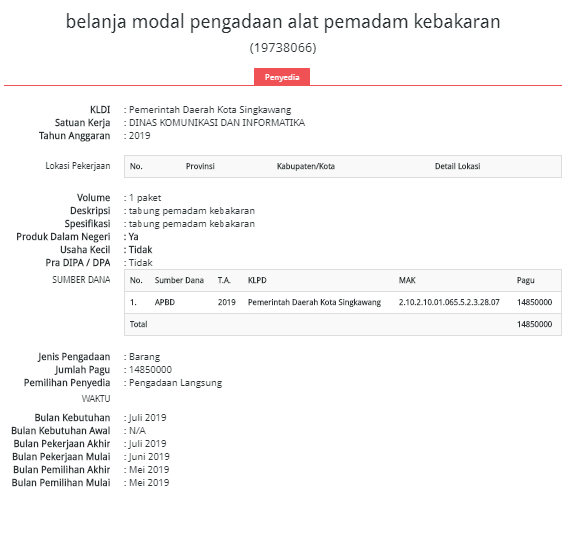 belanja modal pengadaan alat pemadam kebakaran
(19738066)
Penyedia
KLDI : Pemerintah Daerah Kota Singkawang
Satuan Kerja : DINAS KOMUNIKASI DAN INFORMATIKA
Tahun Anggaran : 2019
Lokasi Pekerjaan No. Provinsi Kabupaten/Kota Detail Lokasi
Volume : 1 paket
Deskripsi : tabung pemadam kebakaran
Spesifikasi : tabung pemadam kebakaran
Produk Dalam Negeri : Ya
Usaha Kecil : Tidak
Pra DIPA / DPA : Tidak
SUMBER DANA No. Sumber Dana T.A. KLPD MAK Pagu
1. APBD 2019 Pemerintah Daerah Kota Singkawang 2.10.2.10.01.065.5.2.3.28.07 14850000
Total 14850000
Jenis Pengadaan : Barang
Jumlah Pagu : 14850000
Pemilihan Penyedia : Pengadaan Langsung
WAKTU
Bulan Kebutuhan : Juli 2019
Bulan Kebutuhan Awal : N/A
Bulan Pekerjaan Akhir : Juli 2019
Bulan Pekerjaan Mulai : Juni 2019
Bulan Pemilihan Akhir : Mei 2019
Bulan Pemilihan Mulai : Mei 2019